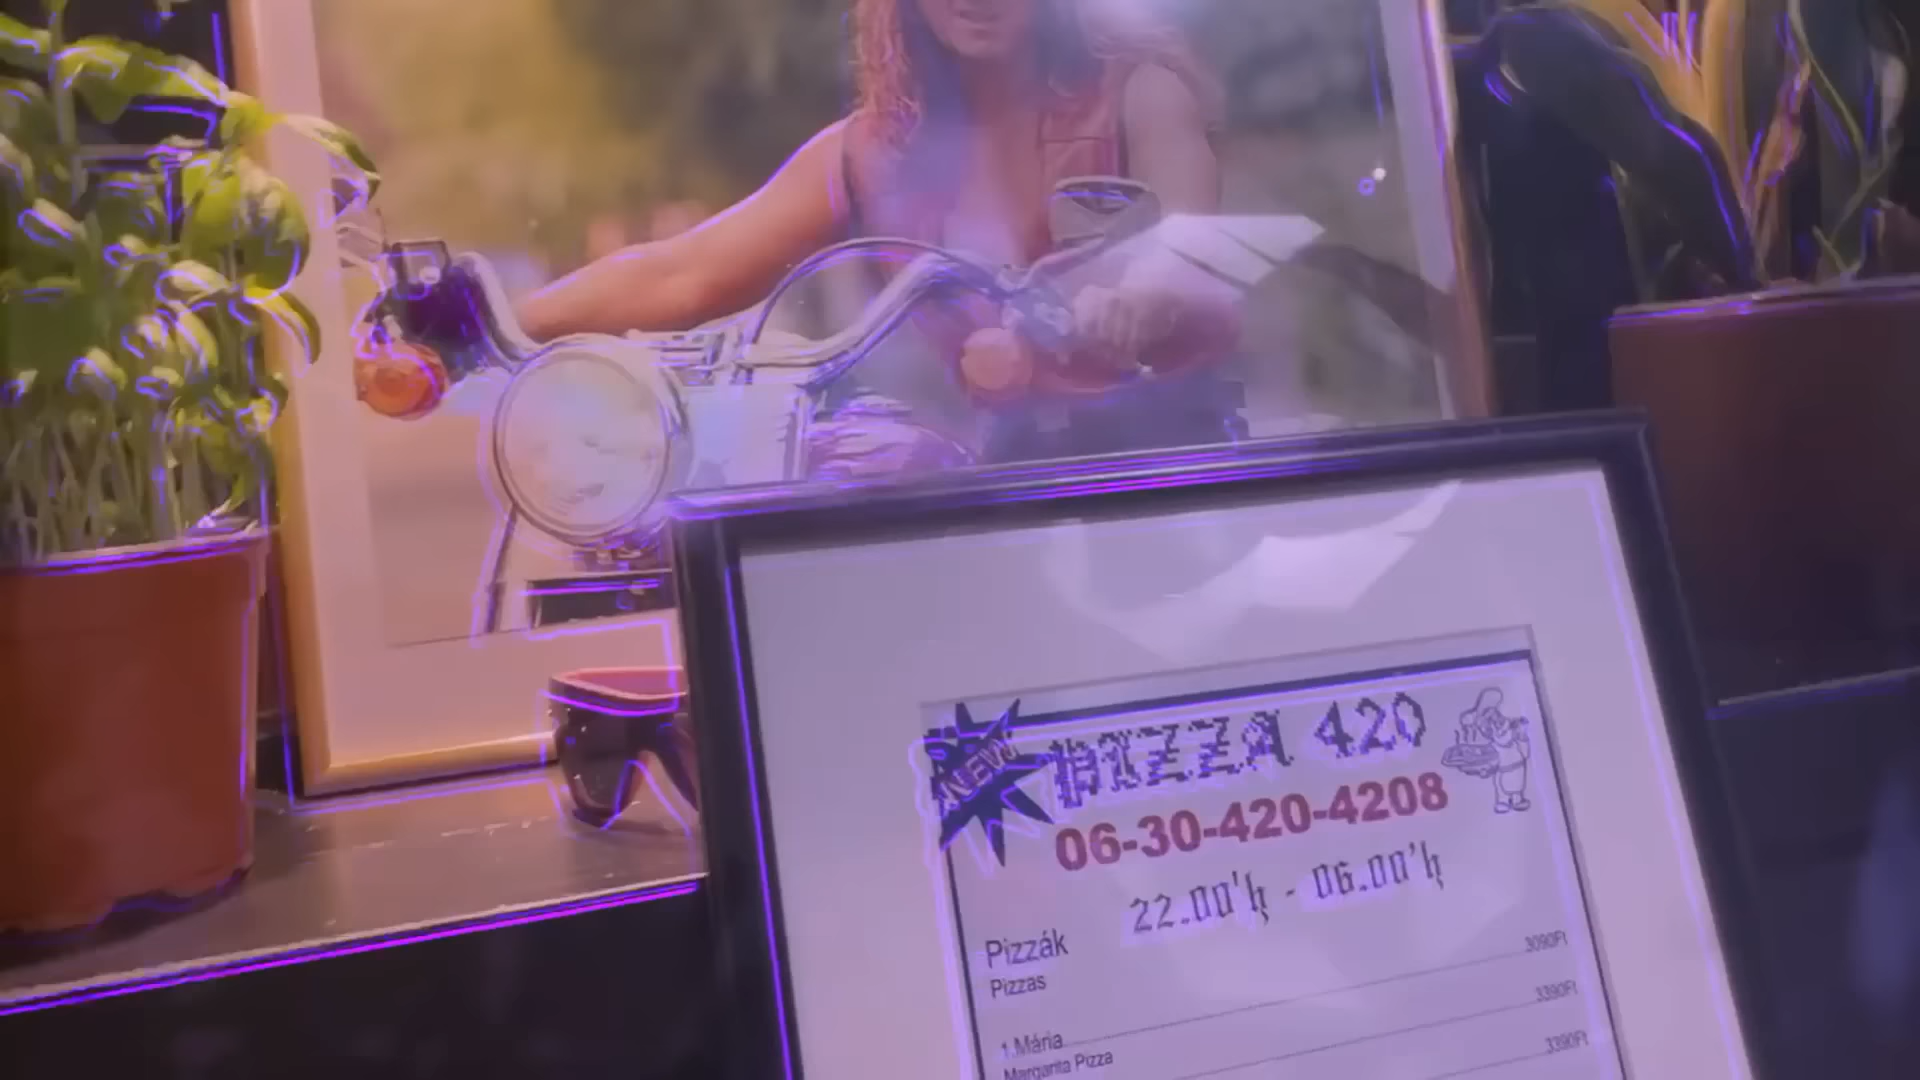 NEW
PIZZA 420
06-30-420-4208
22.00'h - 06.00'h
Pizzák
Pizzas
3090Ft
1.Mária
3390Ft
Margarita Pizza
3390Ft